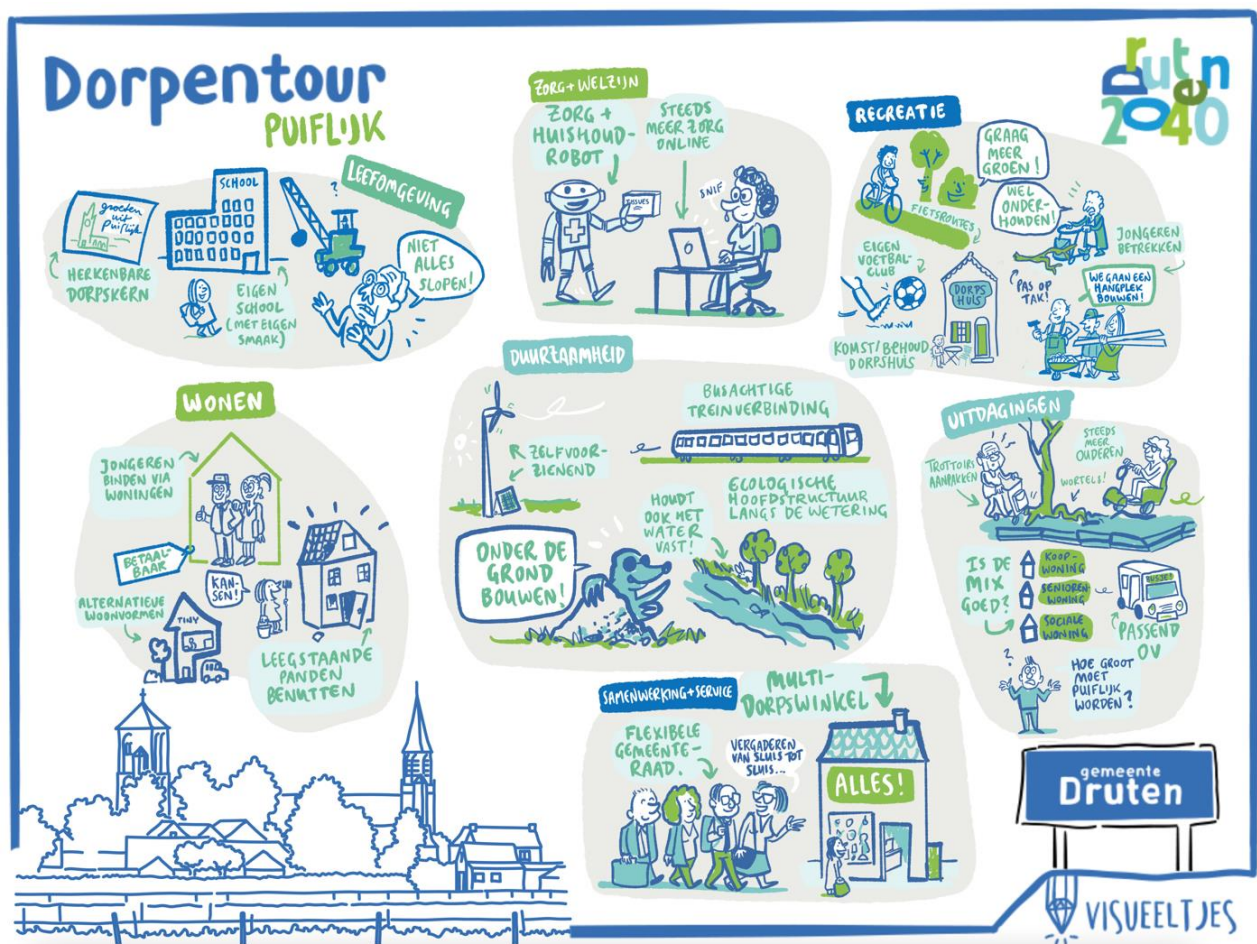 Dorpentour
PUIFLIJK
Druten
2040
LEEFOMGEVING
groeten
uit
Puiflijk
HERKENBARE
DORPSKERN
SCHOOL
EIGEN
SCHOOL
(MET EIGEN
SMAAK)
?
NIET
ALLES
SLOPEN!
ZORG + WELZIJN
ZORG +
HUISHOUD-
ROBOT
STEEDS
MEER ZORG
ONLINE
TISSUES
SNIF
RECREATIE
GRAAG
MEER
GROEN!
WEL
ONDER-
HOUDEN!
FIETSROUTES
EIGEN
VOETBAL-
CLUB
DORPS
HUIS
KOMST/BEHOUD
DORPSHUIS
PAS OP
TAK!
JONGEREN
BETREKKEN
WE GAAN EEN
HANGPLEK
BOUWEN!
WONEN
JONGEREN
BINDEN VIA
WONINGEN
BETAAL-
BAAR
KAN-
SEN!
ALTERNATIEVE
WOONVORMEN
TINY
LEEGSTAANDE
PANDEN
BENUTTEN
DUURZAAMHEID
ZELFVOOR-
ZIENEND
BUSACHTIGE
TREINVERBINDING
ONDER DE
GROND
BOUWEN!
HOUDT
OOK HET
WATER
VAST!
ECOLOGISCHE
HOOFDSTRUCTUUR
LANGS DE WETERING
UITDAGINGEN
TROTTOIRS
AANPAKKEN
WORTELS!
STEEDS
MEER
OUDEREN
IS DE
MIX
GOED?
KOOP-
WONING
SENIOREN-
WONING
SOCIALE
WONING
BUSJE!
PASSEND
OV
?
HOE GROOT
MOET
PUIFLIJK
WORDEN?
SAMENWERKING+SERVICE
FLEXIBELE
GEMEENTE-
RAAD.
VERGADEREN
VAN SLUIS TOT
SLUIS...
MULTI-
DORPSWINKEL
ALLES!
gemeente
Druten
VISUEELTJES